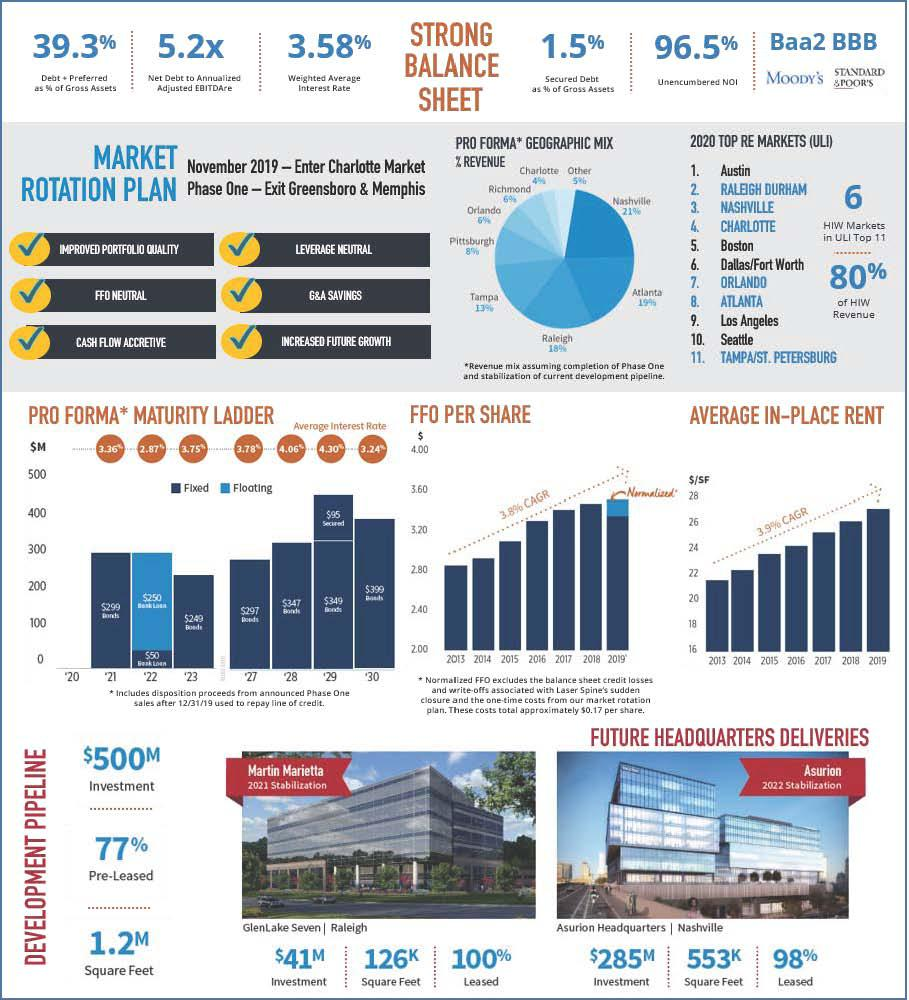 39.3%
Debt + Preferred
as % of Gross Assets
5.2x
Net Debt to Annualized
Adjusted EBITDAre
3.58%
Weighted Average
Interest Rate
STRONG
BALANCE
SHEET
1.5%
Secured Debt
as % of Gross Assets
96.5%
Unencumbered NOI
Baa2 BBB
MOODY'S
STANDARD
&POOR'S
MARKET
ROTATION PLAN
November 2019 – Enter Charlotte Market
Phase One – Exit Greensboro & Memphis
IMPROVED PORTFOLIO QUALITY
LEVERAGE NEUTRAL
FFO NEUTRAL
G&A SAVINGS
CASH FLOW ACCRETIVE
INCREASED FUTURE GROWTH
PRO FORMA* GEOGRAPHIC MIX
% REVENUE
Charlotte
4%
Other
5%
Richmond
6%
Nashville
21%
Orlando
6%
Pittsburgh
8%
Atlanta
19%
Tampa
13%
Raleigh
18%
*Revenue mix assuming completion of Phase One
and stabilization of current development pipeline.
2020 TOP RE MARKETS (ULI)
1. Austin
2. RALEIGH DURHAM
3. NASHVILLE
4. CHARLOTTE
5. Boston
6. Dallas/Fort Worth
7. ORLANDO
8. ATLANTA
9. Los Angeles
10. Seattle
11. TAMPA/ST. PETERSBURG
6
HIW Markets
in ULI Top 11
80%
of HIW
Revenue
PRO FORMA* MATURITY LADDER
Average Interest Rate
$M
3.36% 2.87% 3.75% 3.78% 4.06% 4.30% 3.24%
Fixed Floating
500
400
300
200
100
0
$299
Bonds
$250
Bank Loan
$50
Bank Loan
$249
Bonds
$297
Bonds
$347
Bonds
$95
Secured
$349
Bonds
$399
Bonds
'20 '21 '22 '23 '27 '28 '29 '30
* Includes disposition proceeds from announced Phase One
sales after 12/31/19 used to repay line of credit.
FFO PER SHARE
$
4.00
3.60
3.20
2.80
2.40
2.00
3.8% CAGR
Normalized*
2013 2014 2015 2016 2017 2018 2019*
* Normalized FFO excludes the balance sheet credit losses
and write-offs associated with Laser Spine's sudden
closure and the one-time costs from our market rotation
plan. These costs total approximately $0.17 per share.
AVERAGE IN-PLACE RENT
$/SF
28
26
24
22
20
18
16
3.9% CAGR
2013 2014 2015 2016 2017 2018 2019
DEVELOPMENT PIPELINE
$500M
Investment
77%
Pre-Leased
1.2M
Square Feet
FUTURE HEADQUARTERS DELIVERIES
Martin Marietta
2021 Stabilization
GlenLake Seven | Raleigh
$41M
Investment
126K
Square Feet
100%
Leased
Asurion
2022 Stabilization
Asurion Headquarters | Nashville
$285M
Investment
553K
Square Feet
98%
Leased